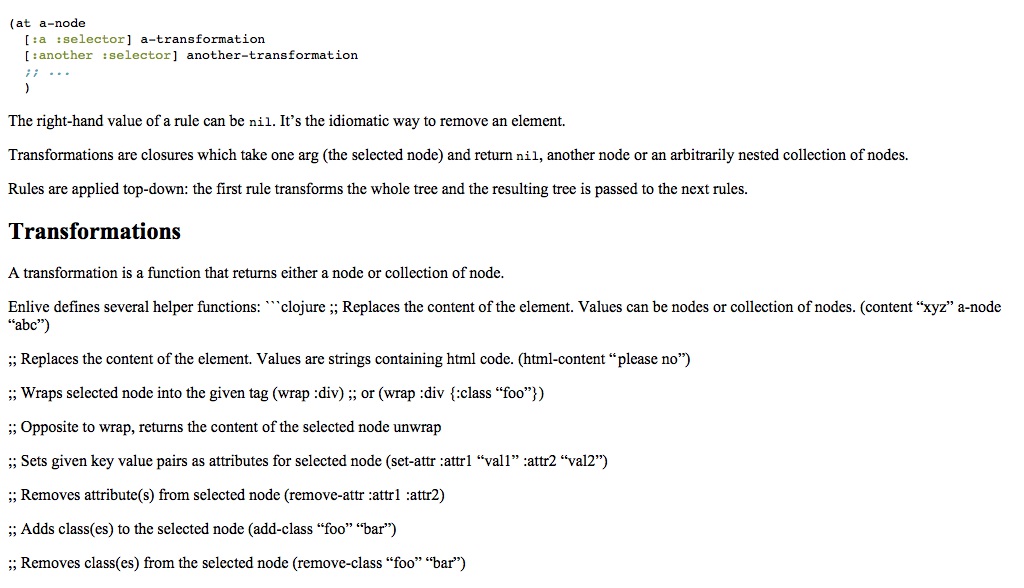 (at a-node
[:a :selector] a-transformation
[:another :selector] another-transformation
;; ...
)
The right-hand value of a rule can be nil. It’s the idiomatic way to remove an element.
Transformations are closures which take one arg (the selected node) and return nil, another node or an arbitrarily nested collection of nodes.
Rules are applied top-down: the first rule transforms the whole tree and the resulting tree is passed to the next rules.
Transformations
A transformation is a function that returns either a node or collection of node.
Enlive defines several helper functions: ```clojure ;; Replaces the content of the element. Values can be nodes or collection of nodes. (content “xyz” a-node
“abc”)
;; Replaces the content of the element. Values are strings containing html code. (html-content “please no”)
;; Wraps selected node into the given tag (wrap :div) ;; or (wrap :div {:class “foo”})
;; Opposite to wrap, returns the content of the selected node unwrap
;; Sets given key value pairs as attributes for selected node (set-attr :attr1 “val1” :attr2 “val2”)
;; Removes attribute(s) from selected node (remove-attr :attr1 :attr2)
;; Adds class(es) to the selected node (add-class “foo” “bar”)
;; Removes class(es) from the selected node (remove-class “foo” “bar”)